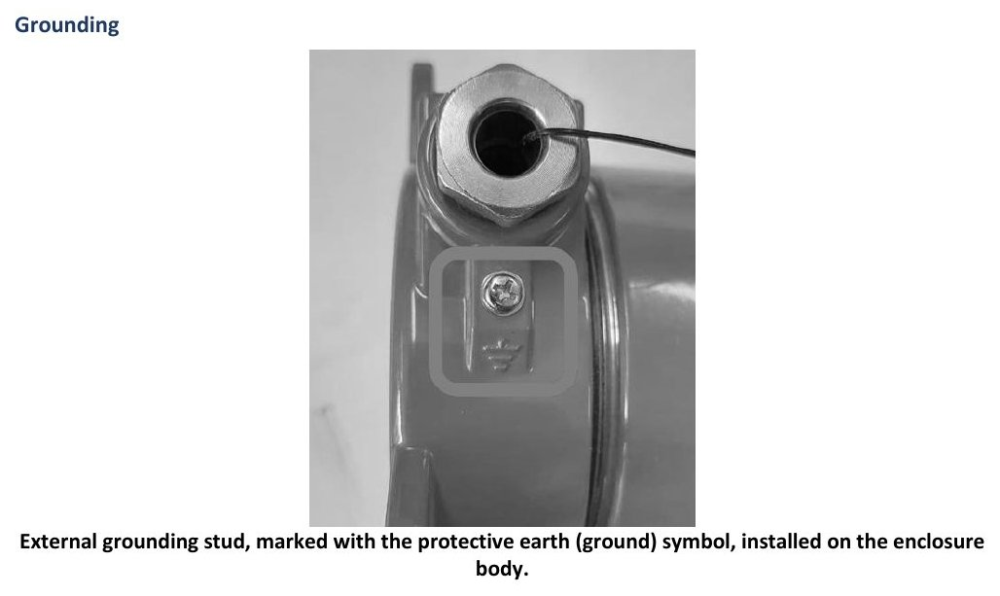 Grounding
External grounding stud, marked with the protective earth (ground) symbol, installed on the enclosure
body.